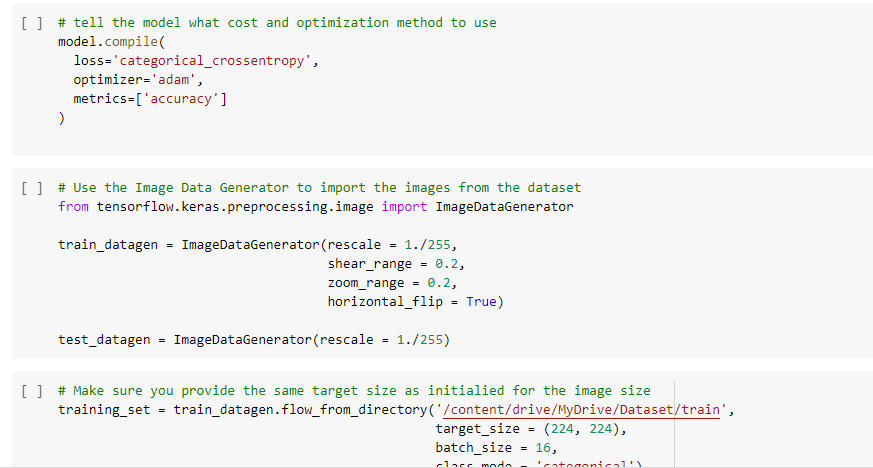 [ ] # tell the model what cost and optimization method to use
model.compile(
  loss='categorical_crossentropy',
  optimizer='adam',
  metrics=['accuracy']
)
[ ] # Use the Image Data Generator to import the images from the dataset
from tensorflow.keras.preprocessing.image import ImageDataGenerator
train_datagen = ImageDataGenerator(rescale = 1./255,
                                   shear_range = 0.2,
                                   zoom_range = 0.2,
                                   horizontal_flip = True)
test_datagen = ImageDataGenerator(rescale = 1./255)
[ ] # Make sure you provide the same target size as initialied for the image size
training_set = train_datagen.flow_from_directory('/content/drive/MyDrive/Dataset/train',
                                                 target_size = (224, 224),
                                                 batch_size = 16,
                                                 class_mode = 'categorical')